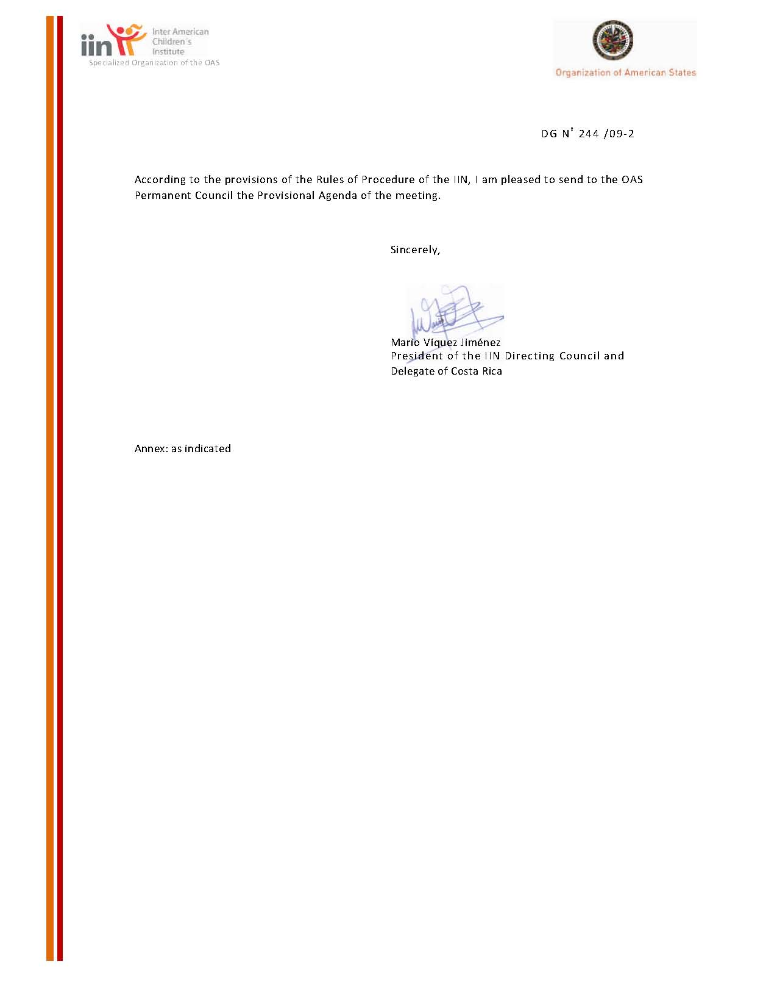 iin
Inter American
Children´s
Institute
Specialized Organization of the OAS
Organization of American States
DG Nº 244 /09-2
According to the provisions of the Rules of Procedure of the IIN, I am pleased to send to the OAS
Permanent Council the Provisional Agenda of the meeting.
Sincerely,
Mario Víquez Jiménez
President of the IIN Directing Council and
Delegate of Costa Rica
Annex: as indicated